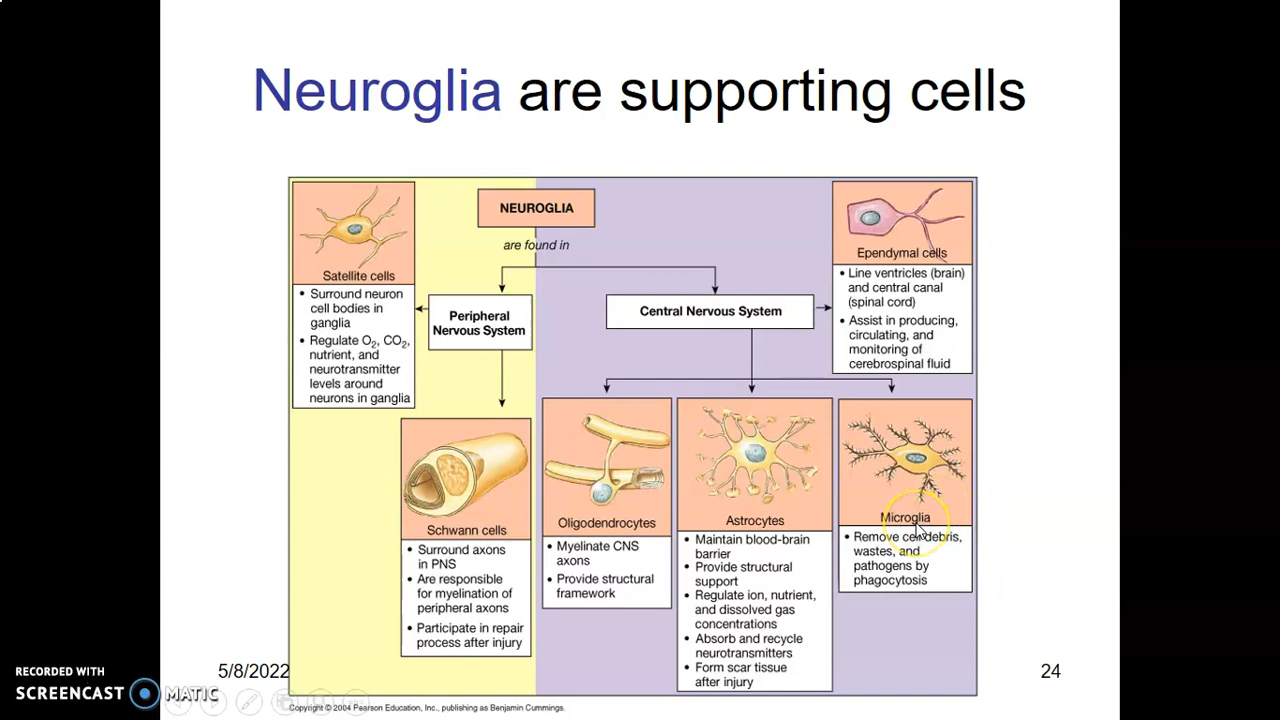 Neuroglia are supporting cells
NEUROGLIA
are found in
Satellite cells
• Surround neuron
cell bodies in
ganglia
• Regulate O₂, CO₂,
nutrient, and
neurotransmitter
levels around
neurons in ganglia
Peripheral
Nervous System
Central Nervous System
Ependymal cells
• Line ventricles (brain)
and central canal
(spinal cord)
• Assist in producing,
circulating, and
monitoring of
cerebrospinal fluid
Schwann cells
• Surround axons
in PNS
• Are responsible
for myelination of
peripheral axons
• Participate in repair
process after injury
Oligodendrocytes
• Myelinate CNS
axons
• Provide structural
framework
Astrocytes
• Maintain blood-brain
barrier
• Provide structural
support
• Regulate ion, nutrient,
and dissolved gas
concentrations
• Absorb and recycle
neurotransmitters
• Form scar tissue
after injury
Microglia
• Remove cell debris,
wastes, and
pathogens by
phagocytosis
5/8/2022
24
RECORDED WITH
SCREENCAST MATIC
Copyright © 2004 Pearson Education, Inc., publishing as Benjamin Cummings.